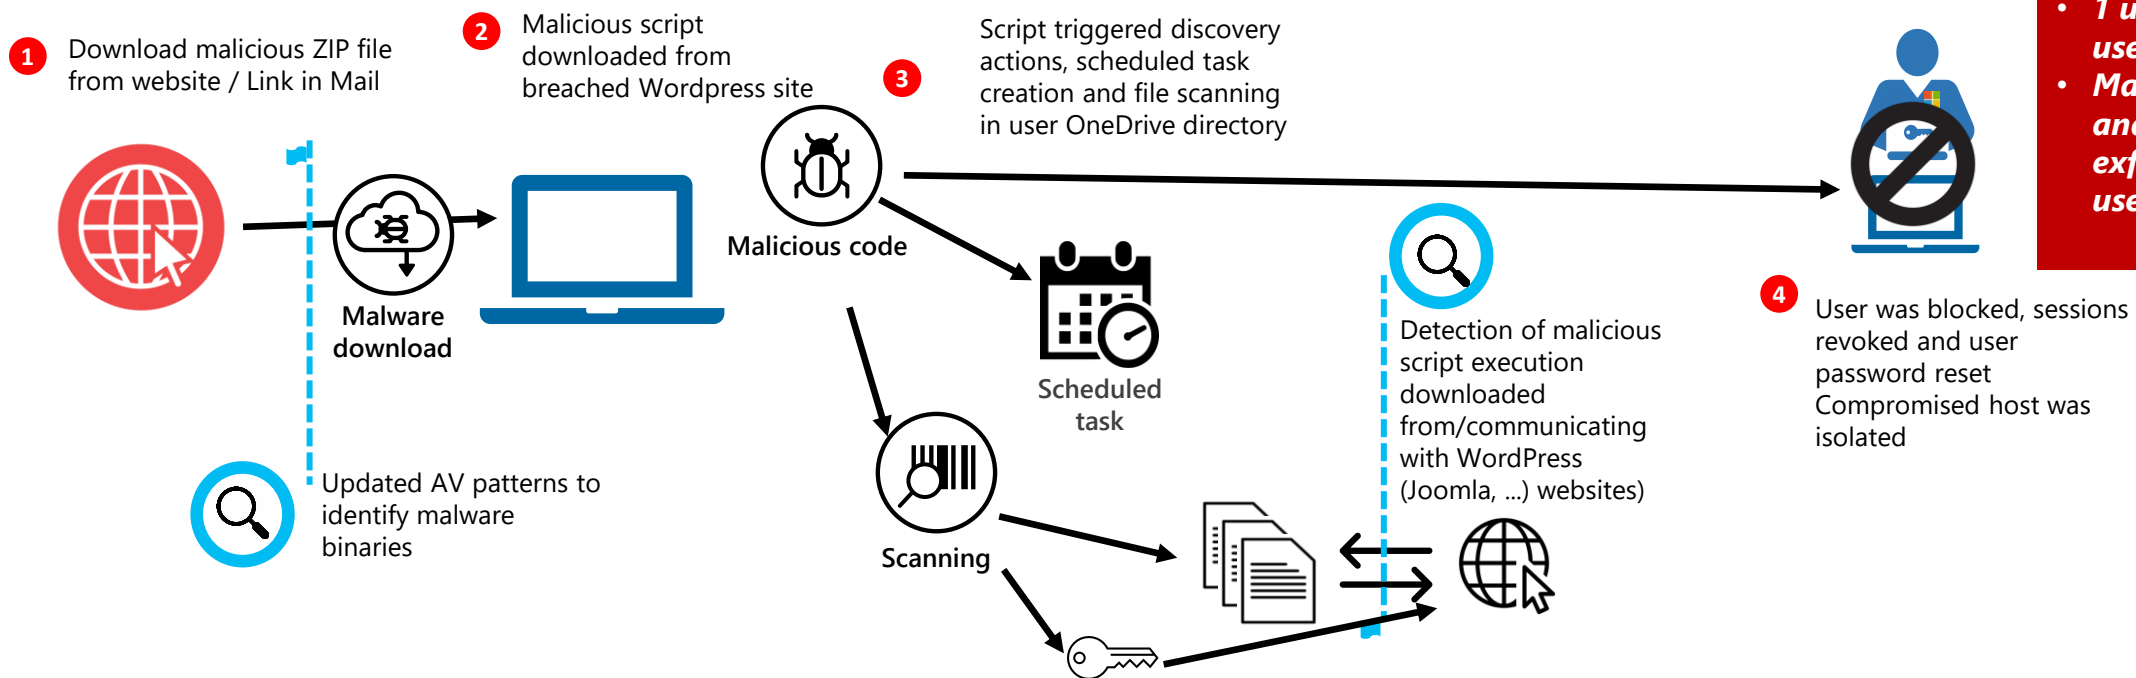 1
Download malicious ZIP file
from website / Link in Mail
2
Malicious script
downloaded from
breached Wordpress site
3
Script triggered discovery
actions, scheduled task
creation and file scanning
in user OneDrive directory
Malware
download
Malicious code
Scheduled
task
Scanning
Updated AV patterns to
identify malware
binaries
Detection of malicious
script execution
downloaded
from/communicating
with WordPress
(Joomla, ...) websites)
4
User was blocked, sessions
revoked and user
password reset
Compromised host was
isolated
• 1
•